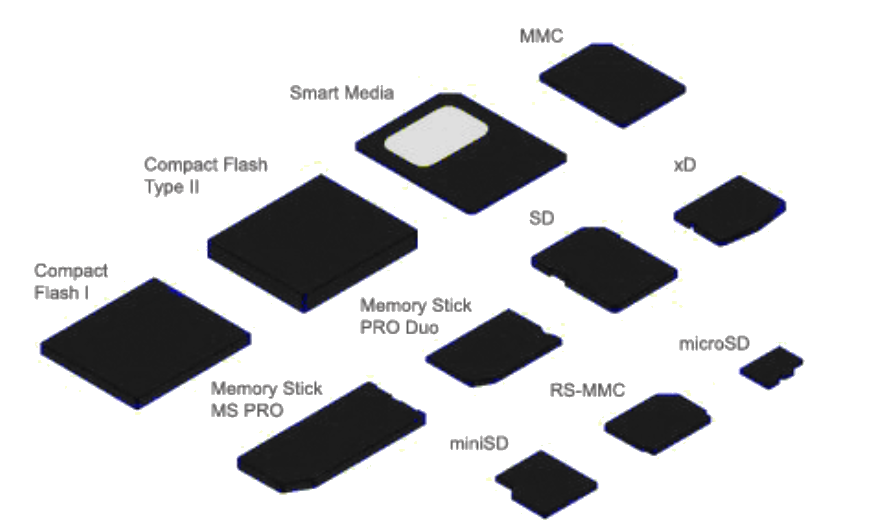 MMC
Smart Media
Compact Flash
Type II
xD
SD
Compact
Flash I
Memory Stick
PRO Duo
microSD
Memory Stick
MS PRO
RS-MMC
miniSD